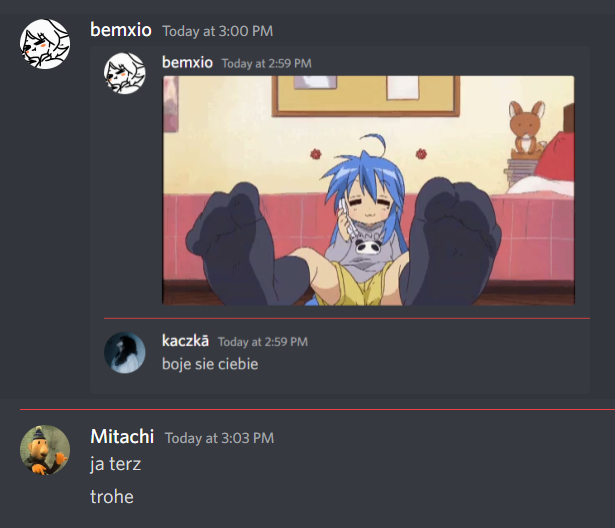 bemxio Today at 3:00 PM
bemxio Today at 2:59 PM
kaczkā Today at 2:59 PM
boje sie ciebie
Mitachi Today at 3:03 PM
ja terz
trohe